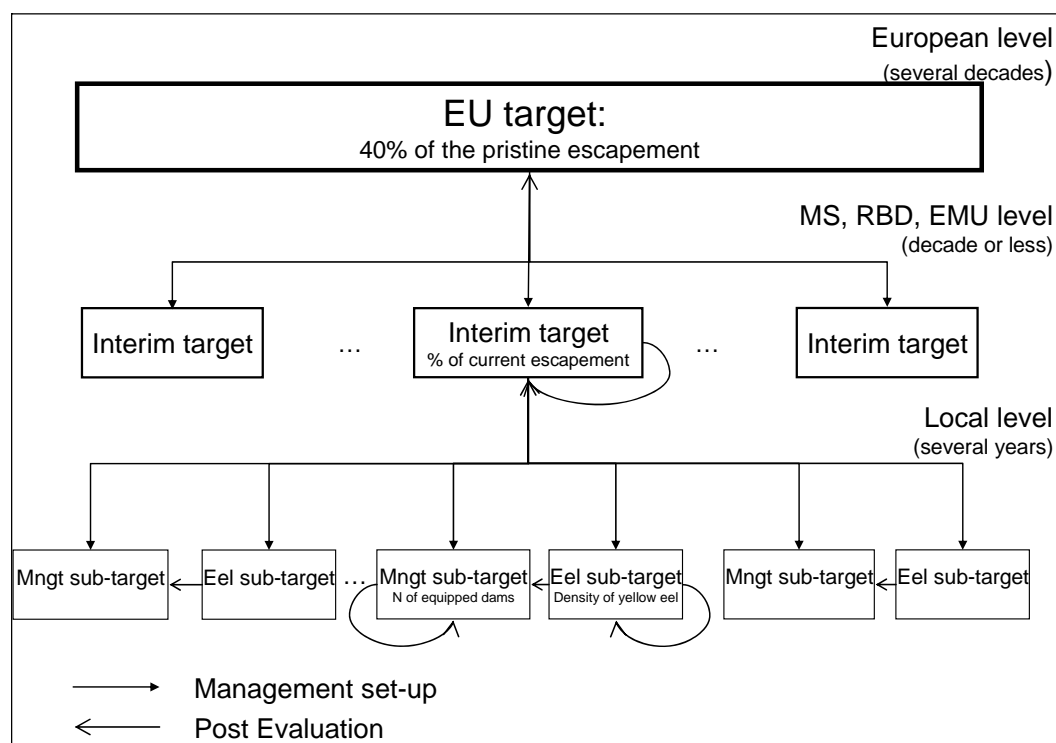 European level
(several decades)
EU target:
40% of the pristine escapement
MS, RBD, EMU level
(decade or less)
Interim target
...
Interim target
% of current escapement
...
Interim target
Local level
(several years)
Mngt sub-target
Eel sub-target
...
Mngt sub-target
N of equipped dams
Eel sub-target
Density of yellow eel
Mngt sub-target
Eel sub-target
Management set-up
Post Evaluation